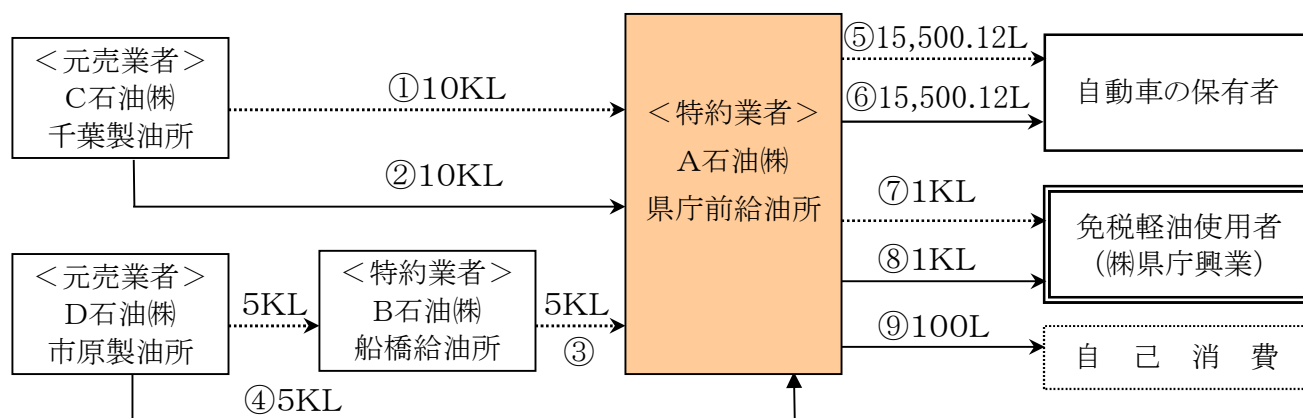 ＜元売業者＞
C石油㈱
千葉製油所
①10KL
②10KL
＜元売業者＞
D石油㈱
市原製油所
5KL
＜特約業者＞
B石油㈱
船橋給油所
5KL
③
④5KL
＜特約業者＞
A石油㈱
県庁前給油所
⑤15,500.12L
⑥15,500.12L
自動車の保有者
⑦1KL
⑧1KL
免税軽油使用者
（㈱県庁興業）
⑨100L
自　己　消　費